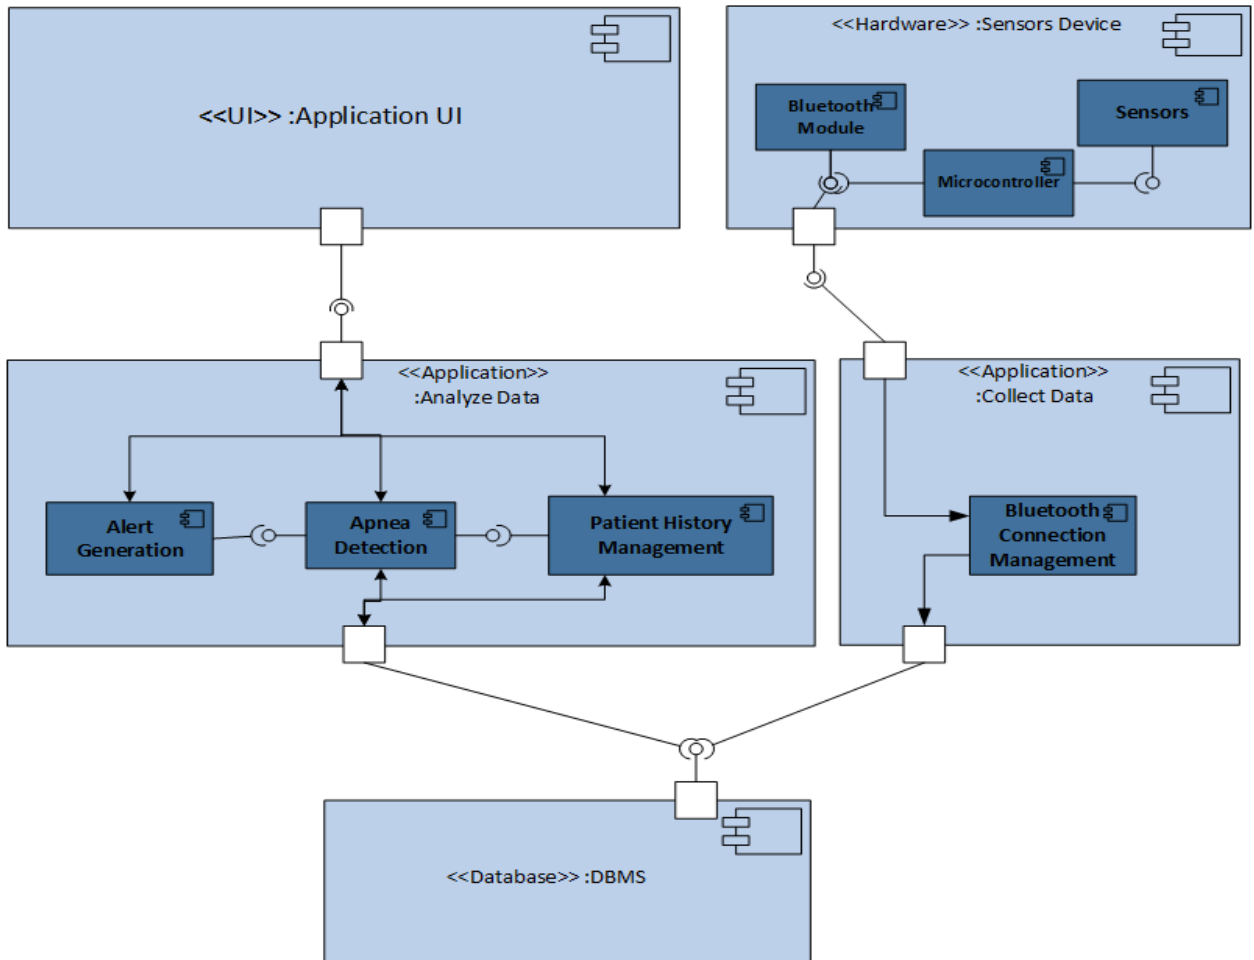 <<UI>> :Application UI
<<Hardware>> :Sensors Device
Bluetooth
Module
Sensors
Microcontroller
<<Application>>
:Analyze Data
<<Application>>
:Collect Data
Alert
Generation
Apnea
Detection
Patient History
Management
Bluetooth
Connection
Management
<<Database>> :DBMS